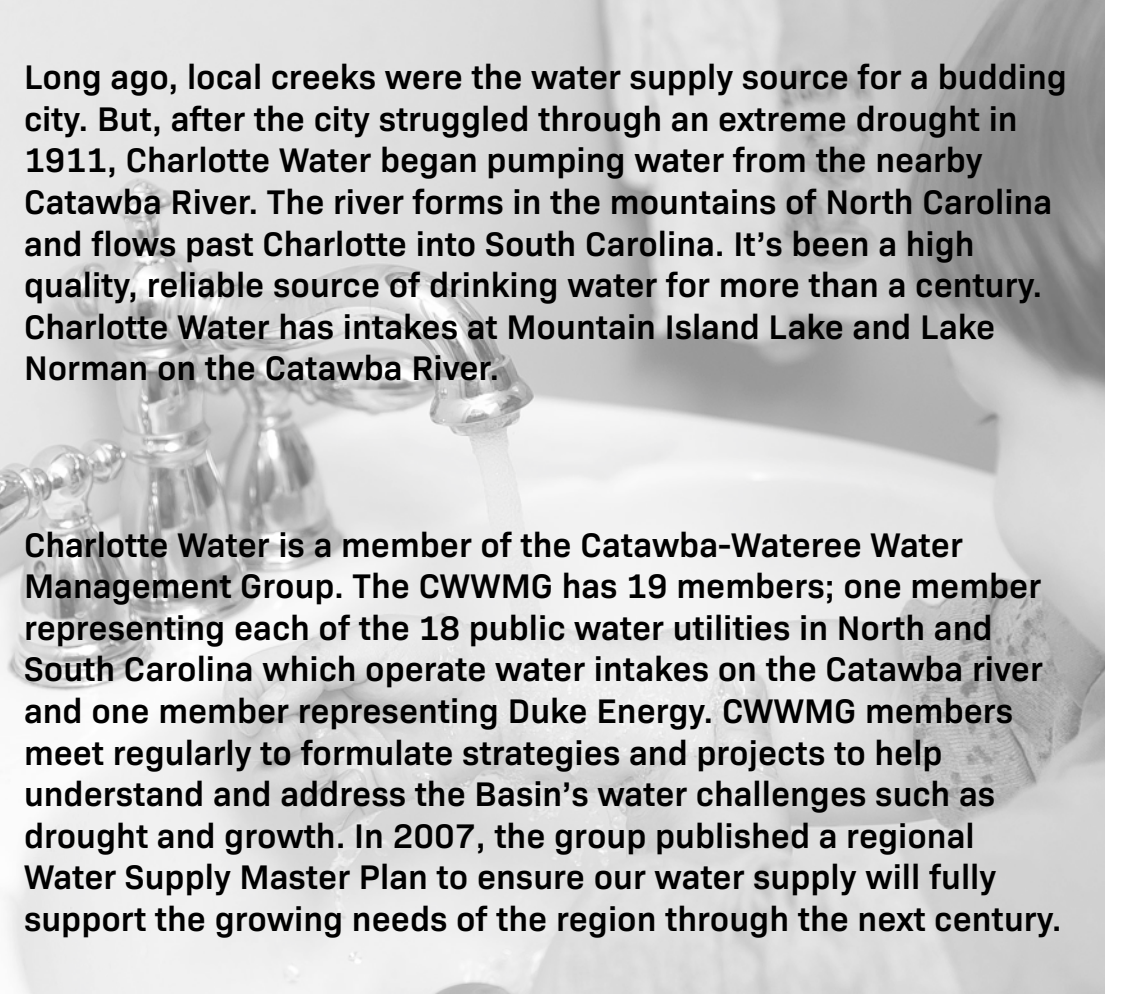 Long ago, local creeks were the water supply source for a budding
city. But, after the city struggled through an extreme drought in
1911, Charlotte Water began pumping water from the nearby
Catawba River. The river forms in the mountains of North Carolina
and flows past Charlotte into South Carolina. It’s been a high
quality, reliable source of drinking water for more than a century.
Charlotte Water has intakes at Mountain Island Lake and Lake
Norman on the Catawba River.
Charlotte Water is a member of the Catawba-Wateree Water
Management Group. The CWWMG has 19 members; one member
representing each of the 18 public water utilities in North and
South Carolina which operate water intakes on the Catawba river
and one member representing Duke Energy. CWWMG members
meet regularly to formulate strategies and projects to help
understand and address the Basin’s water challenges such as
drought and growth. In 2007, the group published a regional
Water Supply Master Plan to ensure our water supply will fully
support the growing needs of the region through the next century.